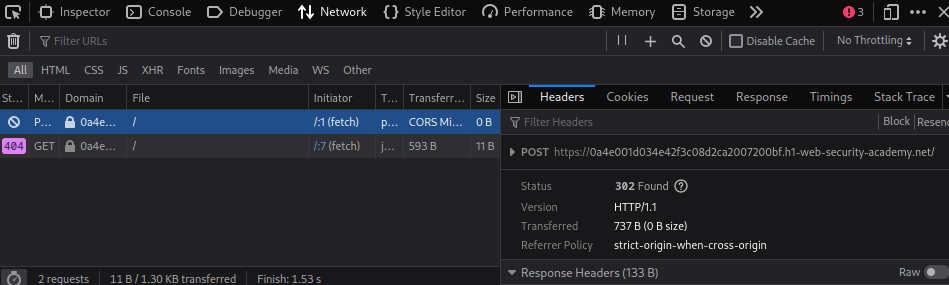 Inspector Console Debugger Network Style Editor Performance Memory Storage 3
Filter URLs Disable Cache No Throttling
All HTML CSS JS XHR Fonts Images Media WS Other
St... M... Domain File Initiator T... Transferr... Size
P... 0a4e... / /:1 (fetch) p... CORS Mi... 0 B
404 GET 0a4e... / /:7 (fetch) j... 593 B 11 B
2 requests 11 B / 1.30 KB transferred Finish: 1.53 s
Headers Cookies Request Response Timings Stack Trace
Filter Headers Block Resen
POST https://0a4e001d034e42f3c08d2ca2007200bf.h1-web-security-academy.net/
Status 302 Found
Version HTTP/1.1
Transferred 737 B (0 B size)
Referrer Policy strict-origin-when-cross-origin
Response Headers (133 B) Raw